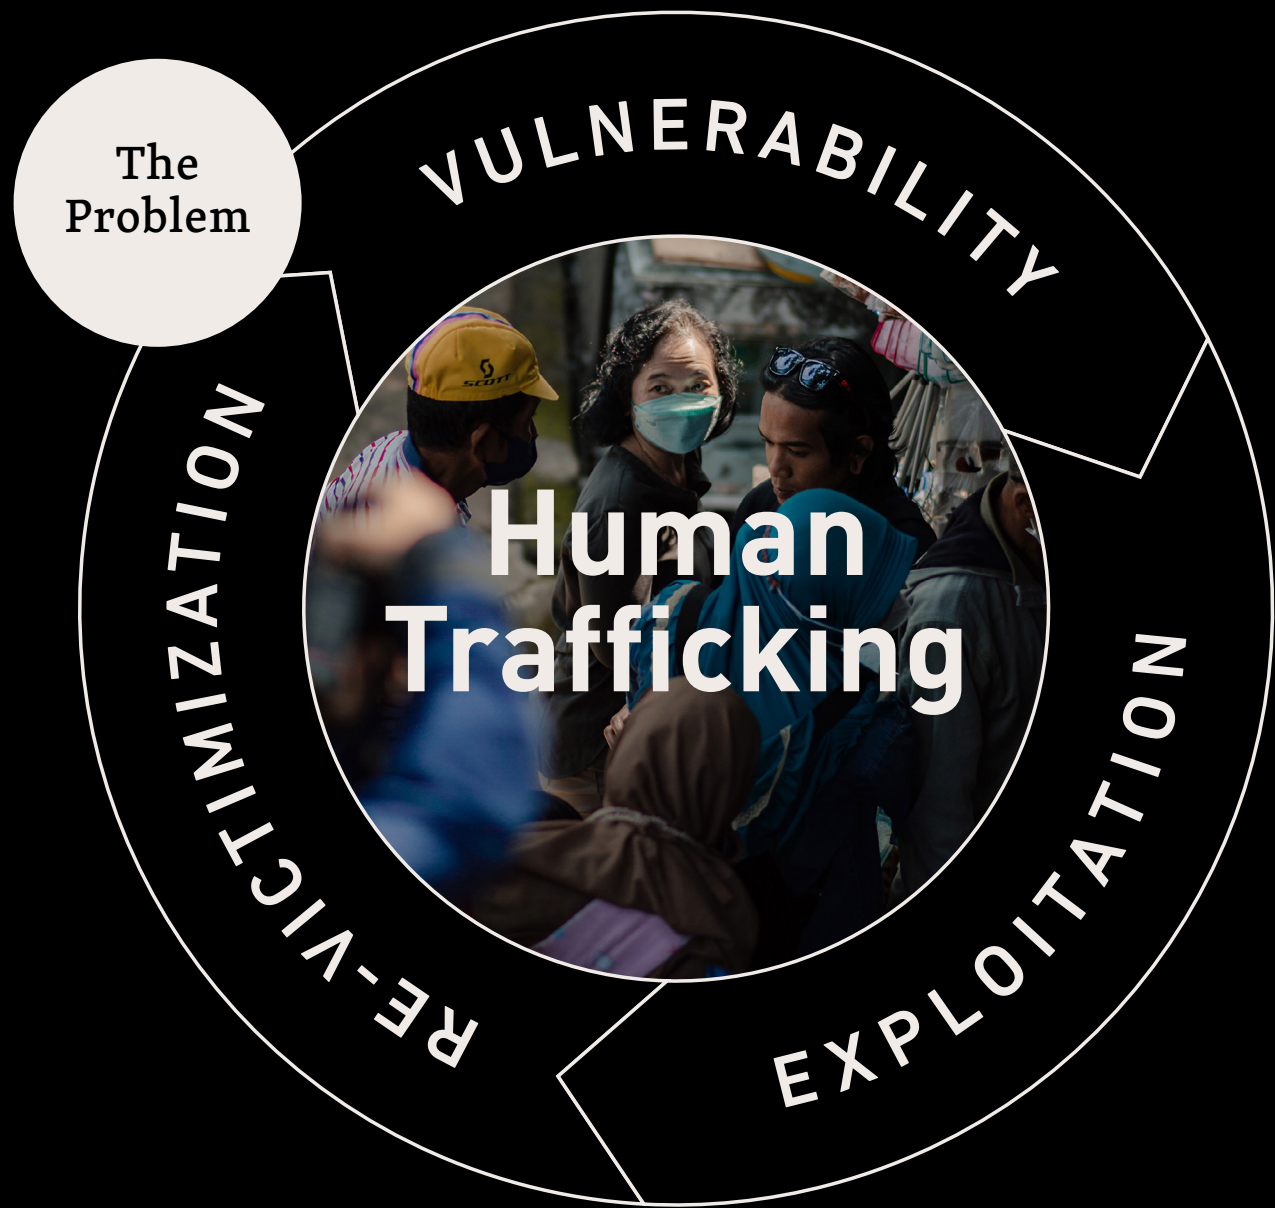 The
Problem
VULNERABILITY
SCOTT
Human
Trafficking
EXPLOITATION
RE-VICTIMIZATION